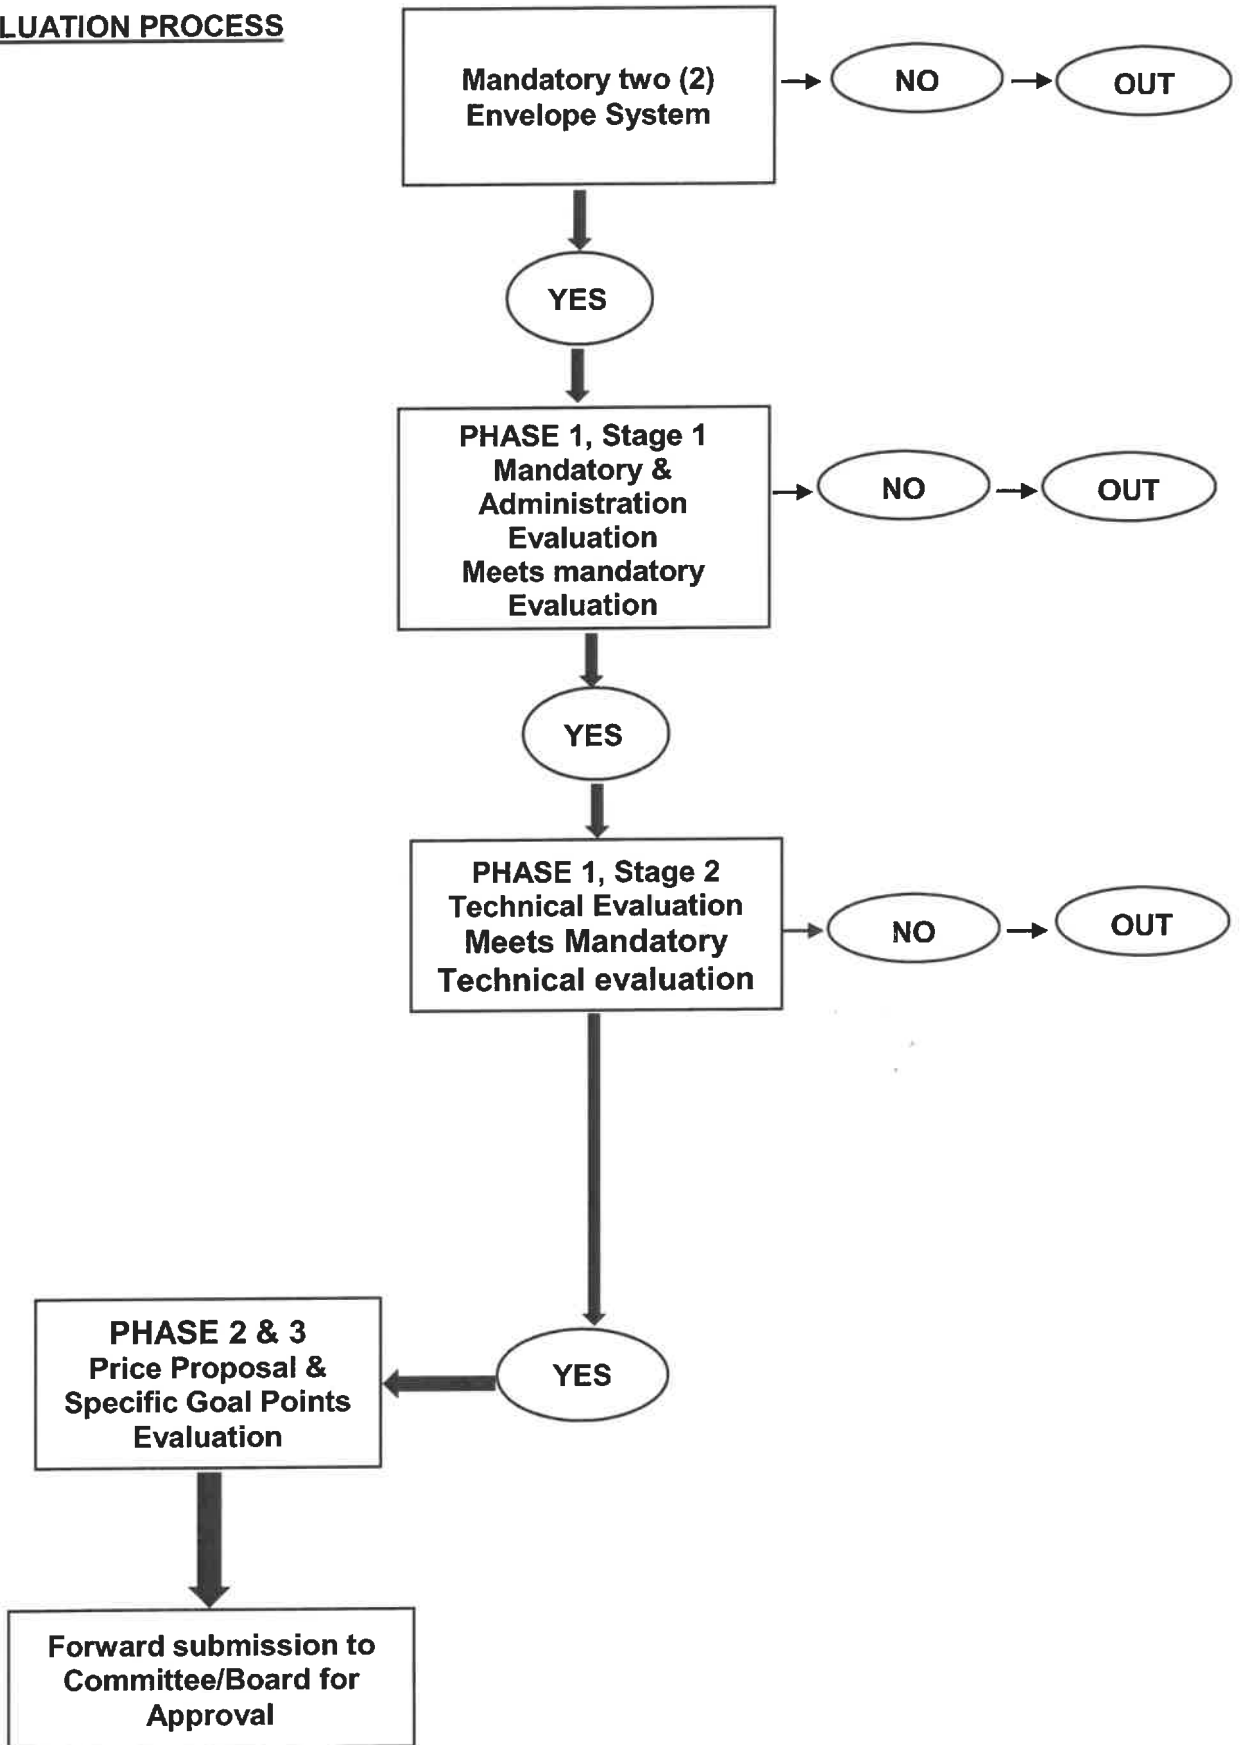 LUATION PROCESS
Mandatory two (2)
Envelope System
NO
OUT
YES
PHASE 1, Stage 1
Mandatory &
Administration
Evaluation
Meets mandatory
Evaluation
NO
OUT
YES
PHASE 1, Stage 2
Technical Evaluation
Meets Mandatory
Technical evaluation
NO
OUT
YES
PHASE 2 & 3
Price Proposal &
Specific Goal Points
Evaluation
Forward submission to
Committee/Board for
Approval